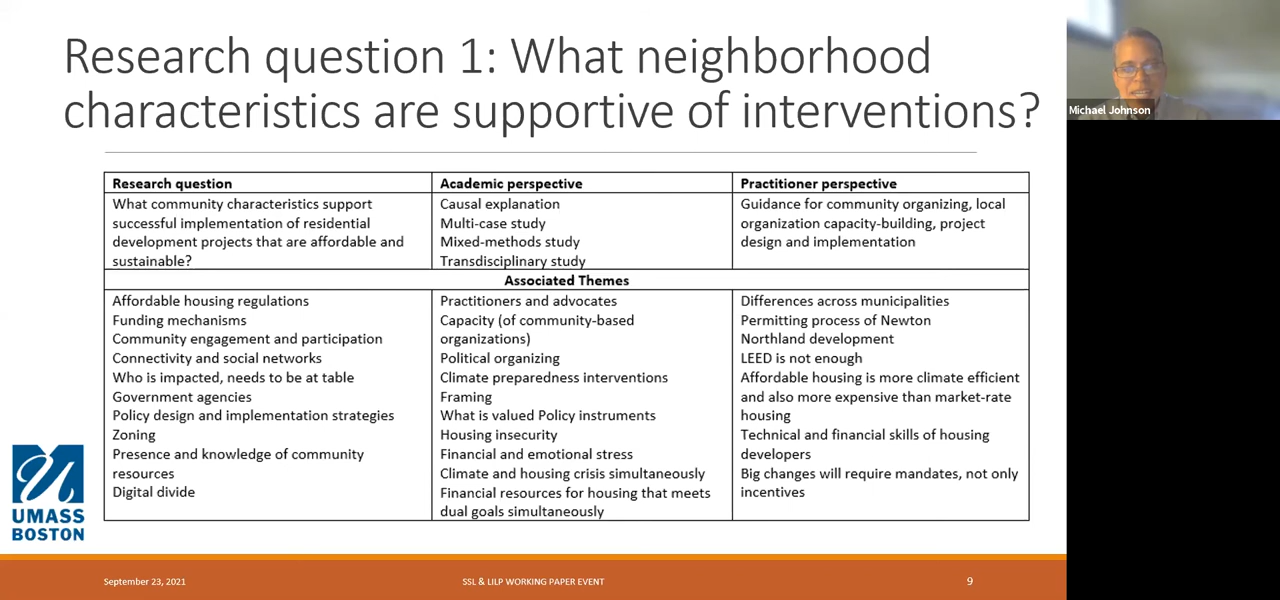 Research question 1: What neighborhood
characteristics are supportive of interventions?
Michael Johnson
Research question
Academic perspective
Practitioner perspective
What community characteristics support
successful implementation of residential
development projects that are affordable and
sustainable?
Causal explanation
Multi-case study
Mixed-methods study
Transdisciplinary study
Guidance for community organizing, local
organization capacity-building, project
design and implementation
Associated Themes
Affordable housing regulations
Funding mechanisms
Community engagement and participation
Connectivity and social networks
Who is impacted, needs to be at table
Government agencies
Policy design and implementation strategies
Zoning
Presence and knowledge of community
resources
Digital divide
Practitioners and advocates
Capacity (of community-based
organizations)
Political organizing
Climate preparedness interventions
Framing
What is valued Policy instruments
Housing insecurity
Financial and emotional stress
Climate and housing crisis simultaneously
Financial resources for housing that meets
dual goals simultaneously
Differences across municipalities
Permitting process of Newton
Northland development
LEED is not enough
Affordable housing is more climate efficient
and also more expensive than market-rate
housing
Technical and financial skills of housing
developers
Big changes will require mandates, not only
incentives
UMASS
BOSTON
September 23, 2021
SSL & LILP WORKING PAPER EVENT
9